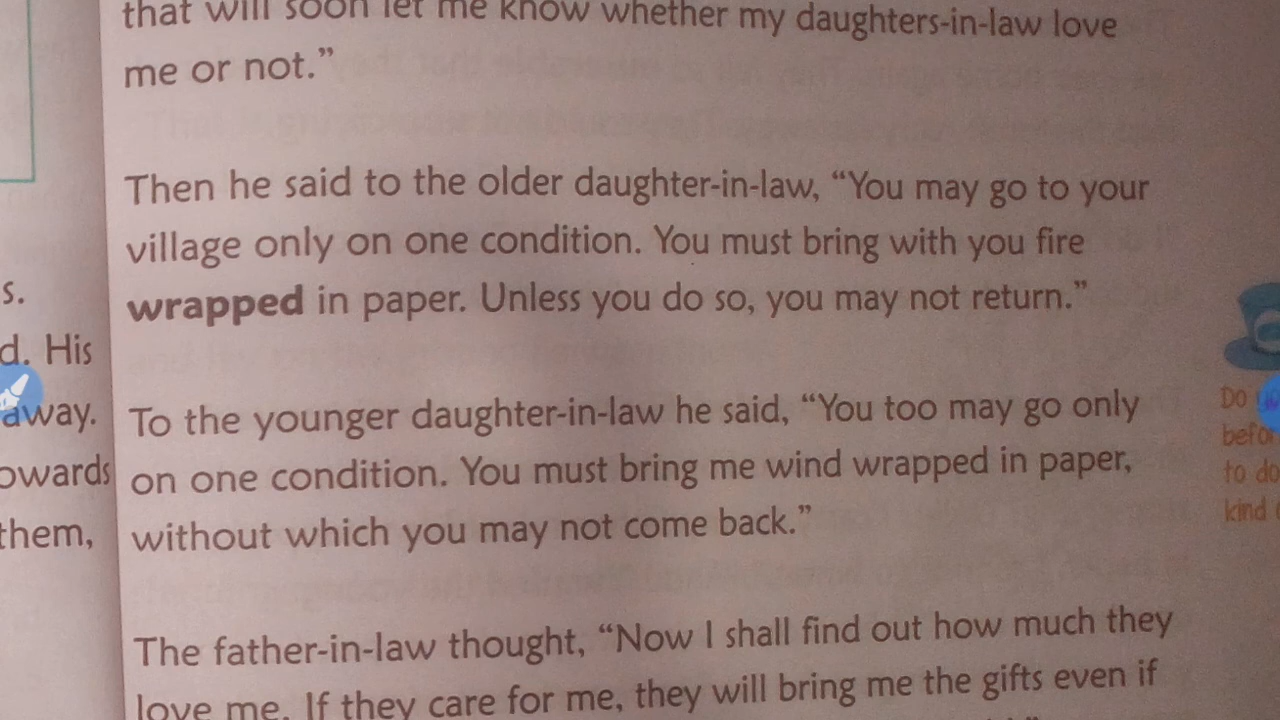 that will soon let me know whether my daughters-in-law love
me or not.”
Then he said to the older daughter-in-law, “You may go to your
village only on one condition. You must bring with you fire
wrapped in paper. Unless you do so, you may not return.”
To the younger daughter-in-law he said, “You too may go only
on one condition. You must bring me wind wrapped in paper,
without which you may not come back.”
The father-in-law thought, “Now I shall find out how much they
love me. If they care for me, they will bring me the gifts even if
s.
d. His
away.
owards
them,
Do
to do
kind